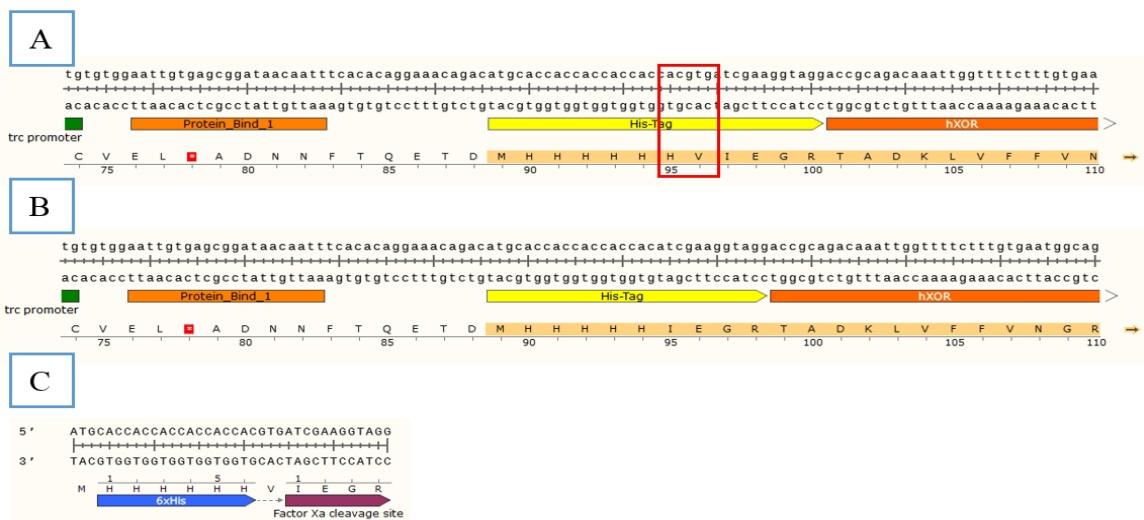 A
tgtgtggaattgtgagcggataacaatttcacacaggaaacagacatgcaccaccaccaccaccacgtgatcgaaggtaggaccgcagacaaattggttttctttgtgaa
acacaccttaacactcgcctattgttaaagtgtgtcctttgtctgtacgtggtggtggtggtggtgcactagcttccatcctggcgtctgtttaaccaaaagaaacactt
Protein_Bind_1 His-Tag hXOR
trc promoter
C V E L * A D N N F T Q E T D M H H H H H H V I E G R T A D K L V F F V N
75 80 85 90 95 100 105 110
B
tgtgtggaattgtgagcggataacaatttcacacaggaaacagacatgcaccaccaccaccacatcgaaggtaggaccgcagacaaattggttttctttgtgaatggcag
acacaccttaacactcgcctattgttaaagtgtgtcctttgtctgtacgtggtggtggtggtgtagcttccatcctggcgtctgtttaaccaaaagaaacacttaccgtc
Protein_Bind_1 His-Tag hXOR
trc promoter
C V E L * A D N N F T Q E T D M H H H H H I E G R T A D K L V F F V N G R
75 80 85 90 95 100 105 110
C
5' ATGCACCACCACCACCACCACGTGATCGAAGGTAGG
3' TACGTGGTGGTGGTGGTGGTGCACTAGCTTCCATCC
1 5 1
M H H H H H H V I E G R
6xHis
Factor Xa cleavage site